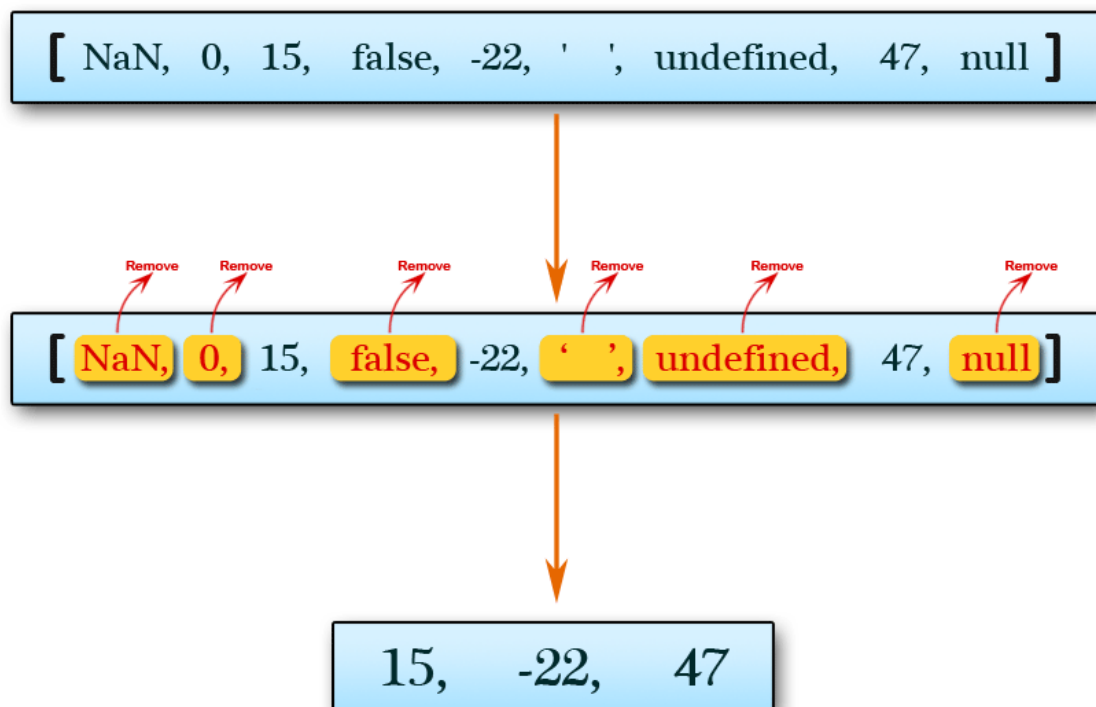 [ NaN, 0, 15, false, -22, ' ', undefined, 47, null ]
Remove Remove Remove Remove Remove Remove
[ NaN, 0, 15, false, -22, ‘ ’, undefined, 47, null ]
15, -22, 47